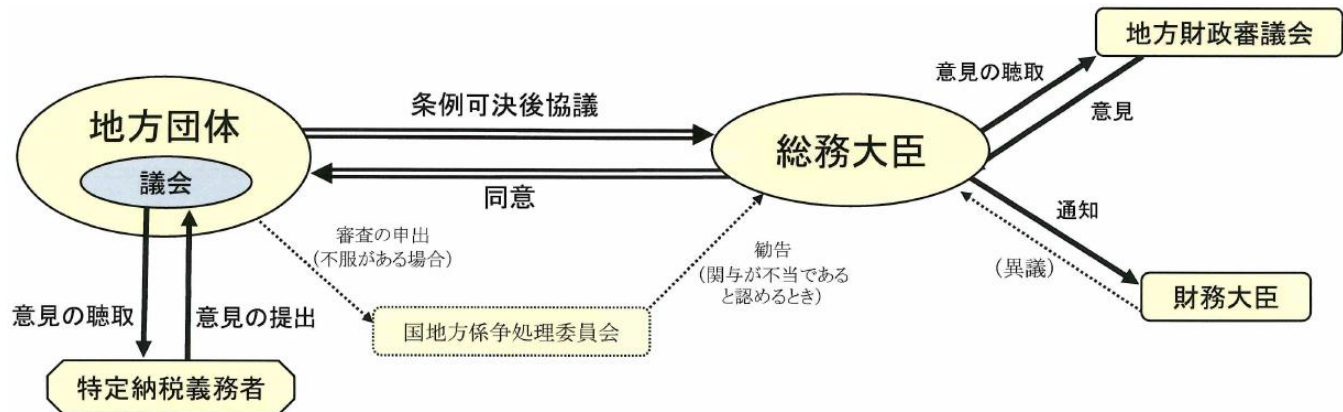 地方財政審議会
意見の聴取
意見
地方団体
議会
条例可決後協議
同意
総務大臣
審査の申出
(不服がある場合)
勧告
(関与が不当である
と認めるとき)
通知
(異議)
財務大臣
意見の聴取
意見の提出
国地方係争処理委員会
特定納税義務者